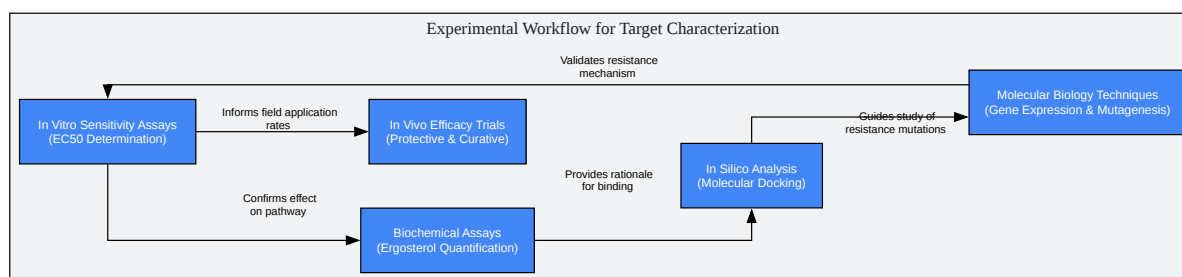 Experimental Workflow for Target Characterization
Validates resistance
mechanism
In Vitro Sensitivity Assays
(EC50 Determination)
Informs field application
rates
In Vivo Efficacy Trials
(Protective & Curative)
Molecular Biology Techniques
(Gene Expression & Mutagenesis)
Guides study of
resistance mutations
In Silico Analysis
(Molecular Docking)
Provides rationale
for binding
Confirms effect
on pathway
Biochemical Assays
(Ergosterol Quantification)